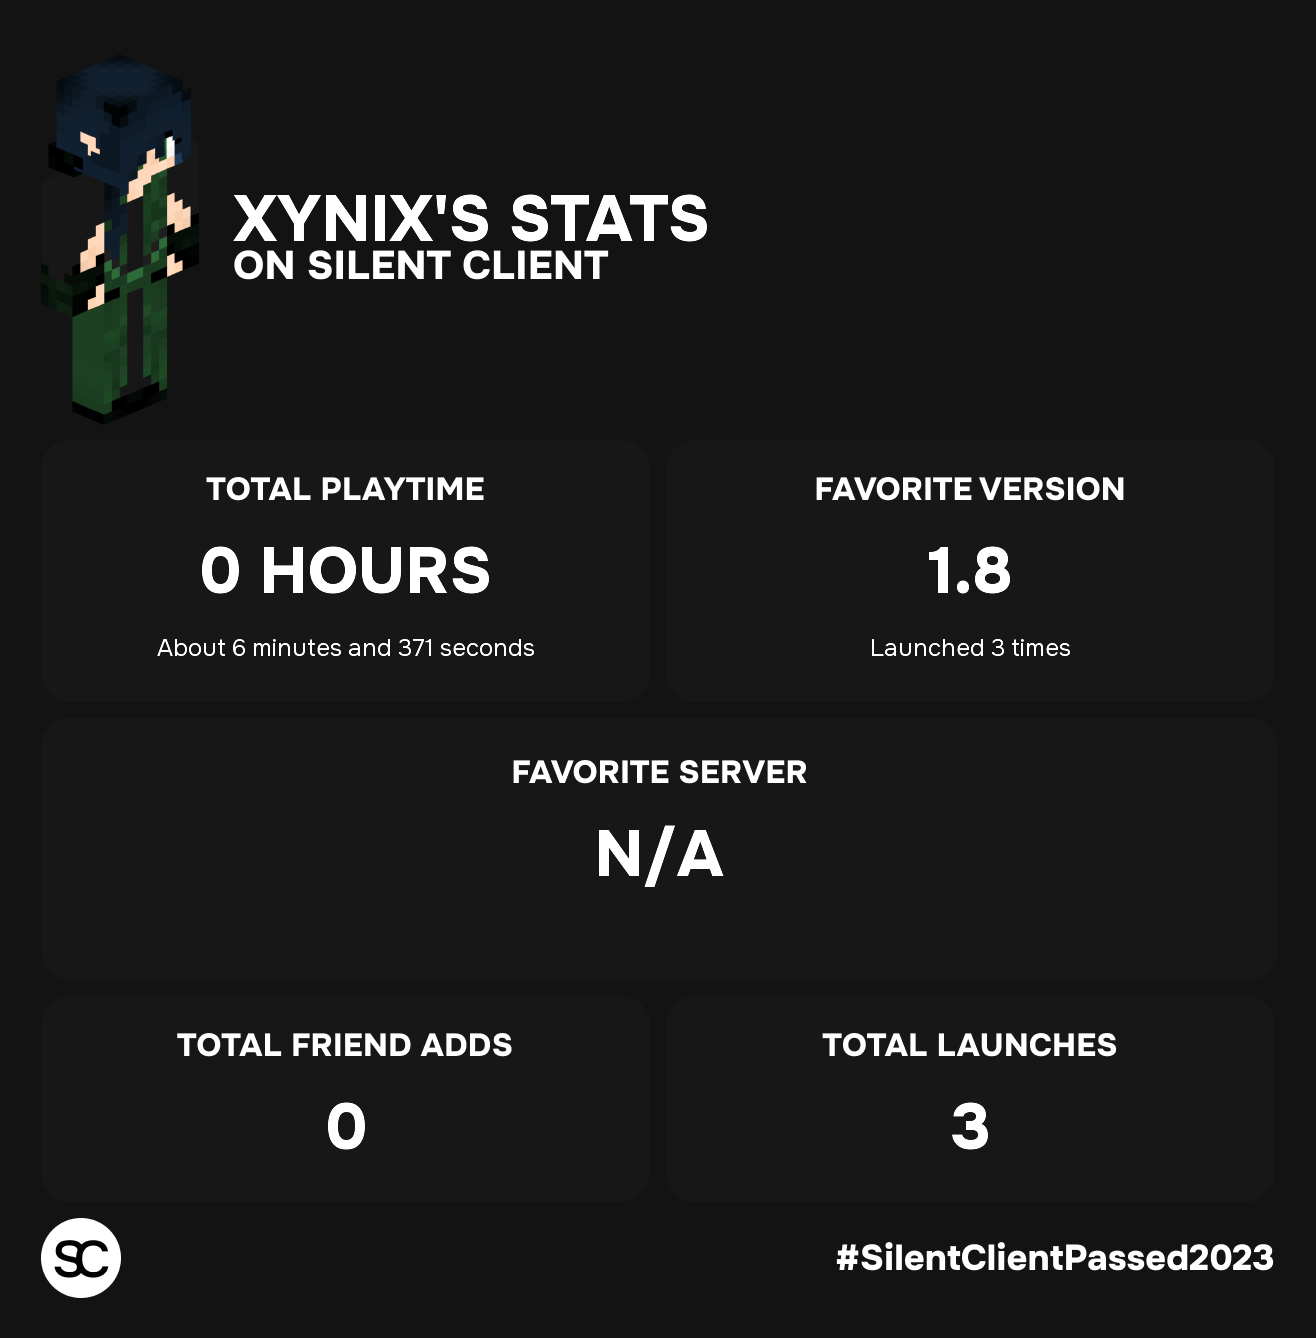 XYNIX'S STATS
ON SILENT CLIENT
TOTAL PLAYTIME
0 HOURS
About 6 minutes and 371 seconds
FAVORITE VERSION
1.8
Launched 3 times
FAVORITE SERVER
N/A
TOTAL FRIEND ADDS
0
TOTAL LAUNCHES
3
SC
#SilentClientPassed2023